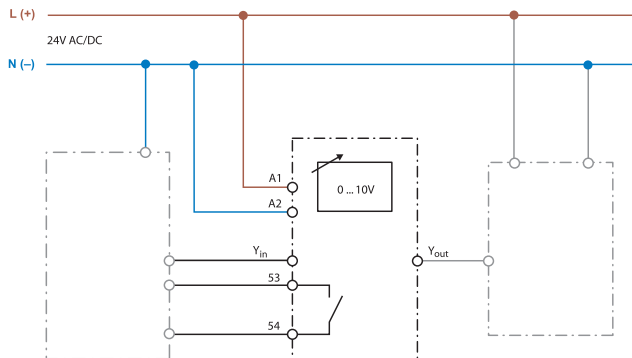 L (+)
24V AC/DC
N (–)
A1
0 ... 10V
A2
Yin
Yout
53
54